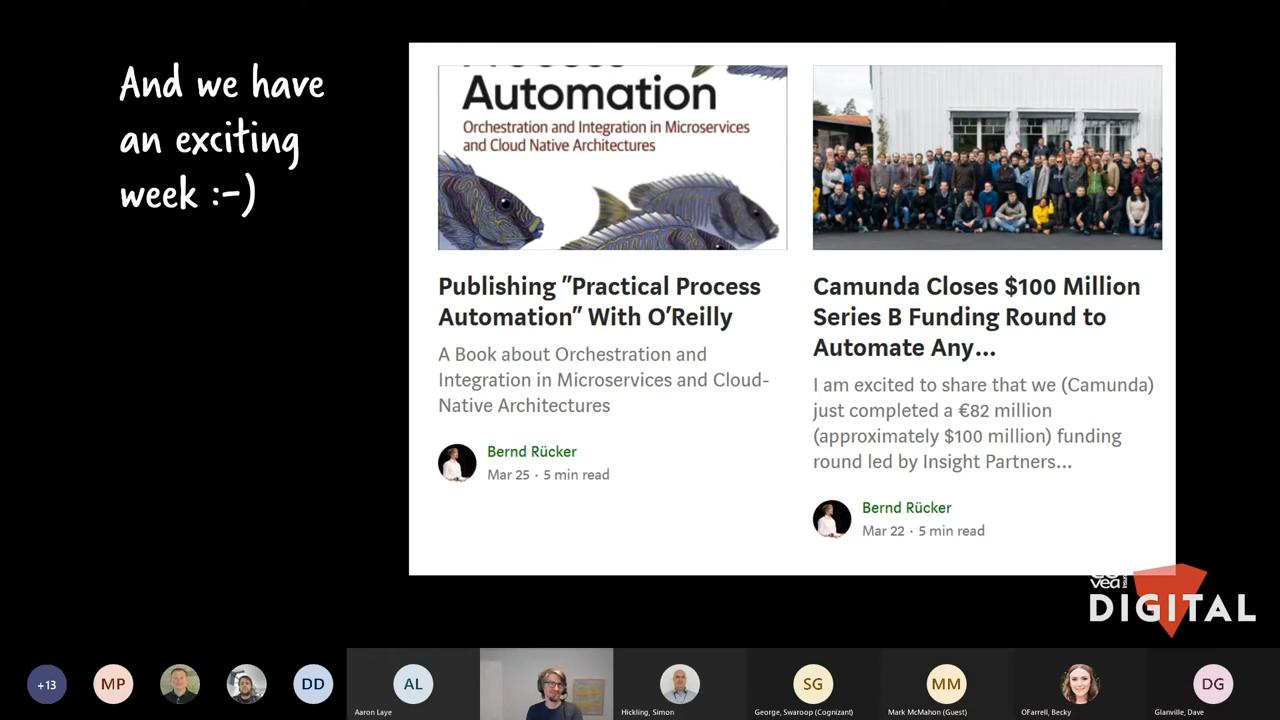 And we have
an exciting
week :-)
Process
Automation
Orchestration and Integration in Microservices
and Cloud Native Architectures
Publishing ”Practical Process
Automation” With O’Reilly
A Book about Orchestration and
Integration in Microservices and Cloud-
Native Architectures
Bernd Rücker
Mar 25 · 5 min read
Camunda Closes $100 Million
Series B Funding Round to
Automate Any…
I am excited to share that we (Camunda)
just completed a €82 million
(approximately $100 million) funding
round led by Insight Partners…
Bernd Rücker
Mar 22 · 5 min read
vea
DIGITAL
+13
MP
DD
AL
SG
MM
DG
Aaron Laye
Hickling, Simon
George, Swaroop (Cognizant)
Mark McMahon (Guest)
OFarrell, Becky
Glanville, Dave